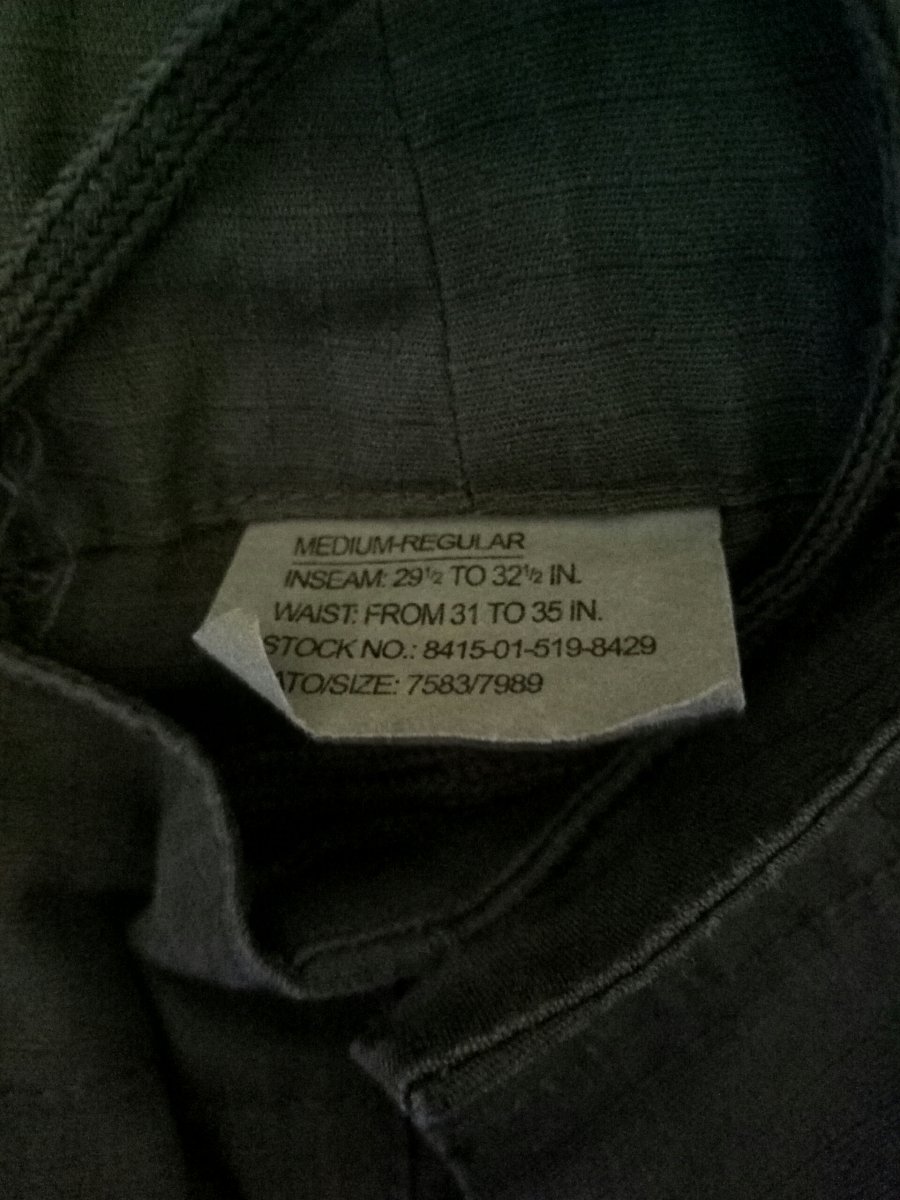 MEDIUM-REGULAR
INSEAM: 29½ TO 32½ IN.
WAIST: FROM 31 TO 35 IN.
STOCK NO.: 8415-01-519-8429
ATO/SIZE: 7583/7989